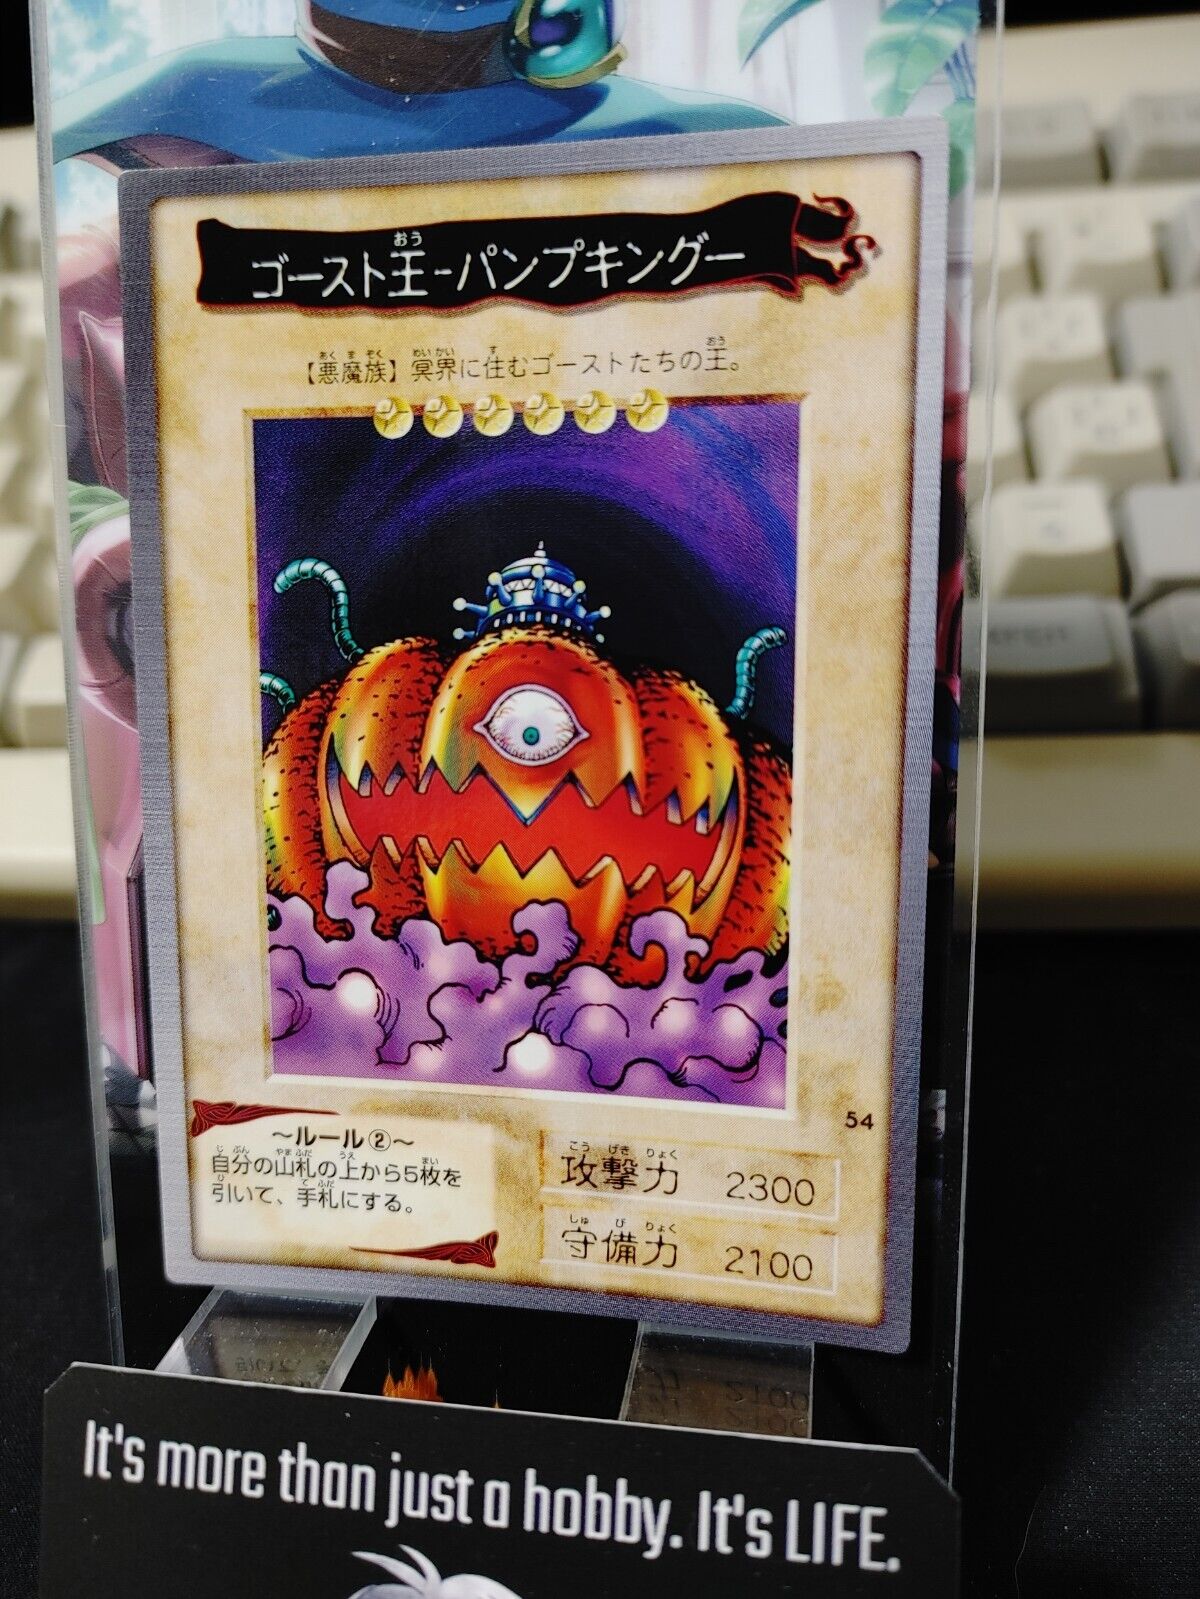 ゴースト王-パンプキング-
【悪魔族】冥界に住むゴーストたちの王。
54
~ルール②~
自分の山札の上から5枚を
引いて、手札にする。
攻撃力 2300
守備力 2100
It's more than just a hobby. It's LIFE.